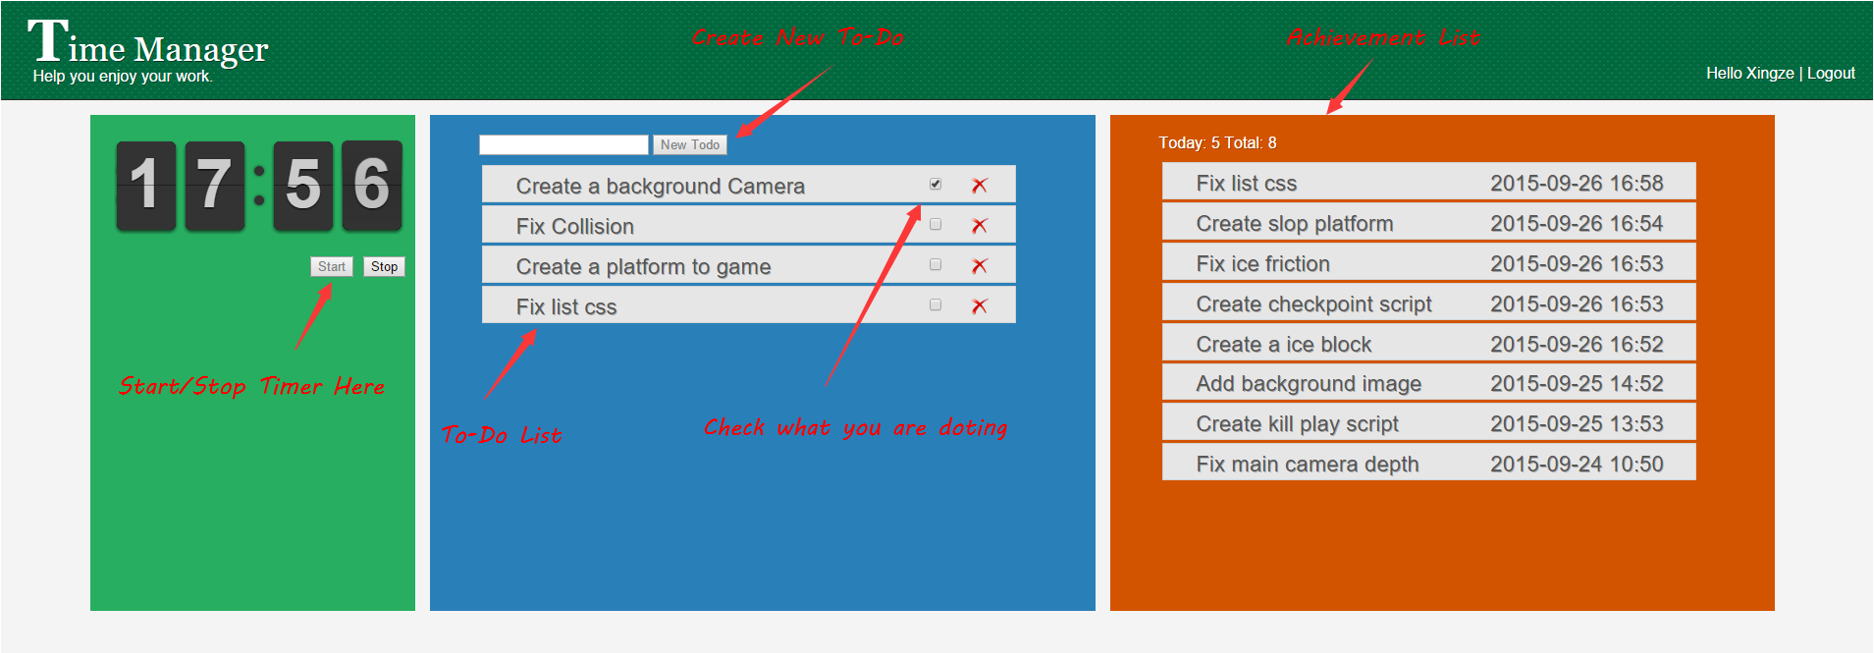 Time Manager
Help you enjoy your work.
Create New To-Do
Achievement List
Hello Xingze | Logout
17:56
Start Stop
Start/Stop Timer Here
New Todo
Create a background Camera
Fix Collision
Create a platform to game
Fix list css
To-Do List
Check what you are doting
Today: 5 Total: 8
Fix list css 2015-09-26 16:58
Create slop platform 2015-09-26 16:54
Fix ice friction 2015-09-26 16:53
Create checkpoint script 2015-09-26 16:53
Create a ice block 2015-09-26 16:52
Add background image 2015-09-25 14:52
Create kill play script 2015-09-25 13:53
Fix main camera depth 2015-09-24 10:50